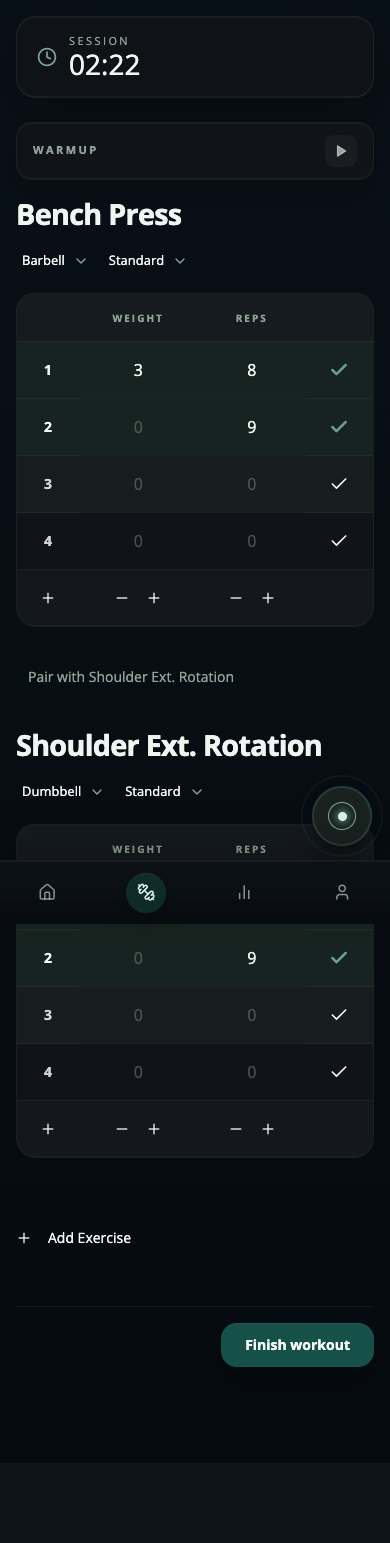 SESSION
02:22
WARMUP
Bench Press
Barbell Standard
WEIGHT REPS
1 3 8
2 0 9
3 0 0
4 0 0
Pair with Shoulder Ext. Rotation
Shoulder Ext. Rotation
Dumbbell Standard
WEIGHT REPS
2 0 9
3 0 0
4 0 0
Add Exercise
Finish workout